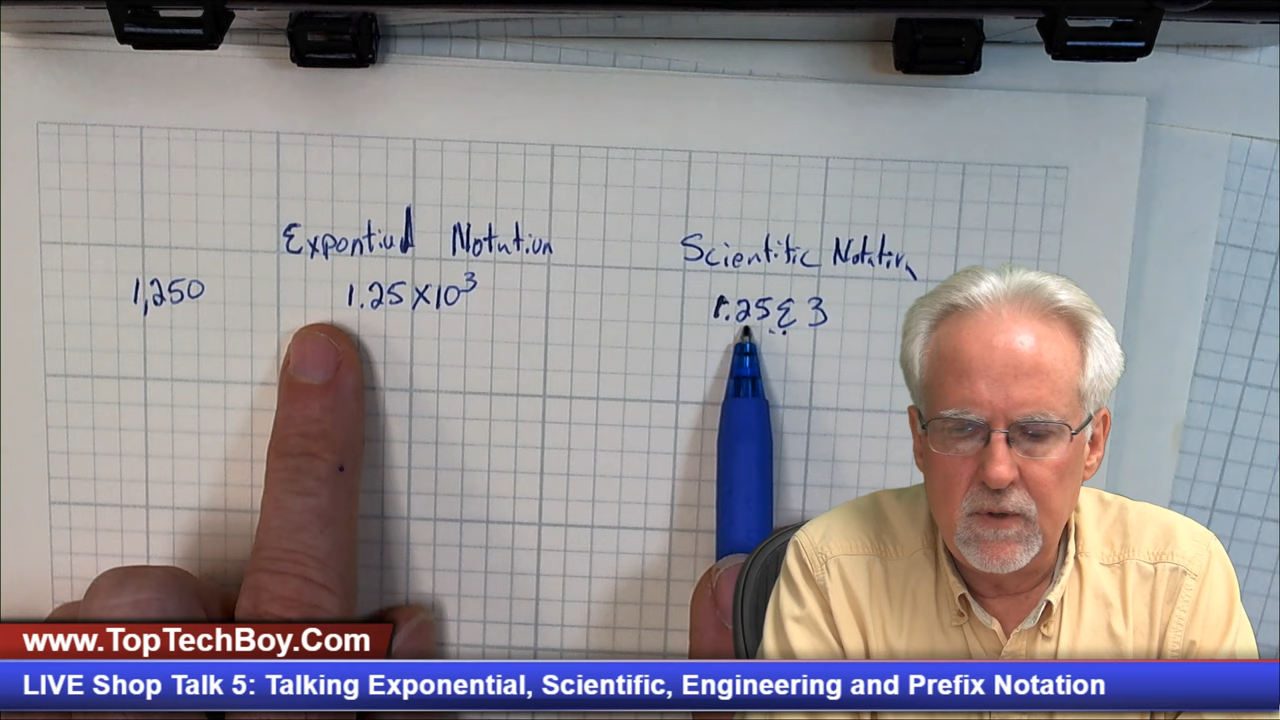 Expontial Notation
Scientific Notation
1,250
1.25×10³
1.25E3
www.TopTechBoy.Com
LIVE Shop Talk 5: Talking Exponential, Scientific, Engineering and Prefix Notation